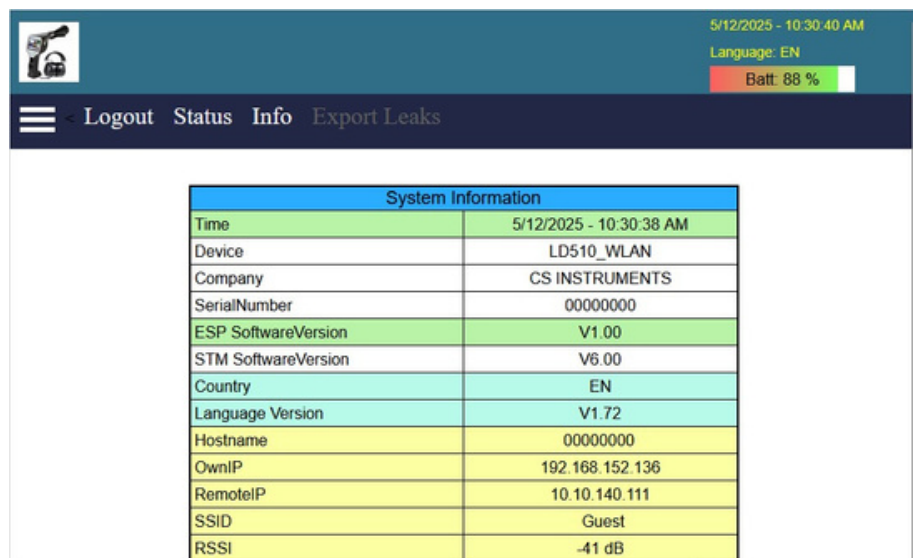 5/12/2025 - 10:30:40 AM
Language: EN
Batt: 88 %
< Logout Status Info Export Leaks
System Information
Time 5/12/2025 - 10:30:38 AM
Device LD510_WLAN
Company CS INSTRUMENTS
SerialNumber 00000000
ESP SoftwareVersion V1.00
STM SoftwareVersion V6.00
Country EN
Language Version V1.72
Hostname 00000000
OwnIP 192.168.152.136
RemoteIP 10.10.140.111
SSID Guest
RSSI -41 dB